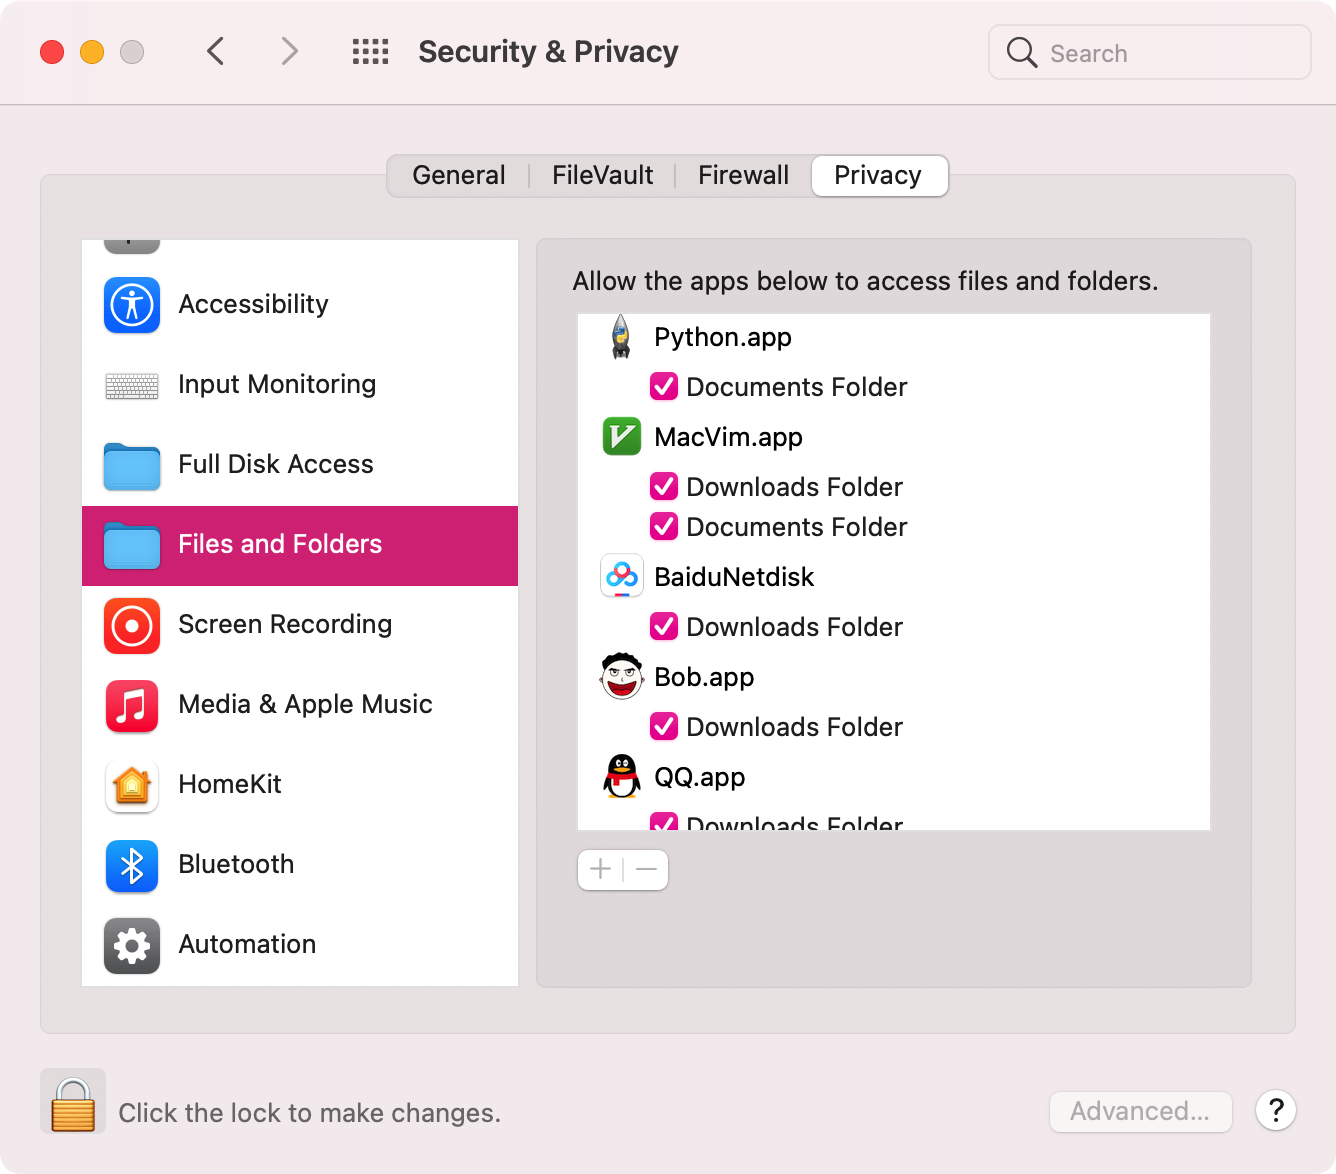 Security & Privacy
Search
General
FileVault
Firewall
Privacy
Accessibility
Input Monitoring
Full Disk Access
Files and Folders
Screen Recording
Media & Apple Music
HomeKit
Bluetooth
Automation
Allow the apps below to access files and folders.
Python.app
Documents Folder
MacVim.app
Downloads Folder
Documents Folder
BaiduNetdisk
Downloads Folder
Bob.app
Downloads Folder
QQ.app
Downloads Folder
Click the lock to make changes.
Advanced...
?